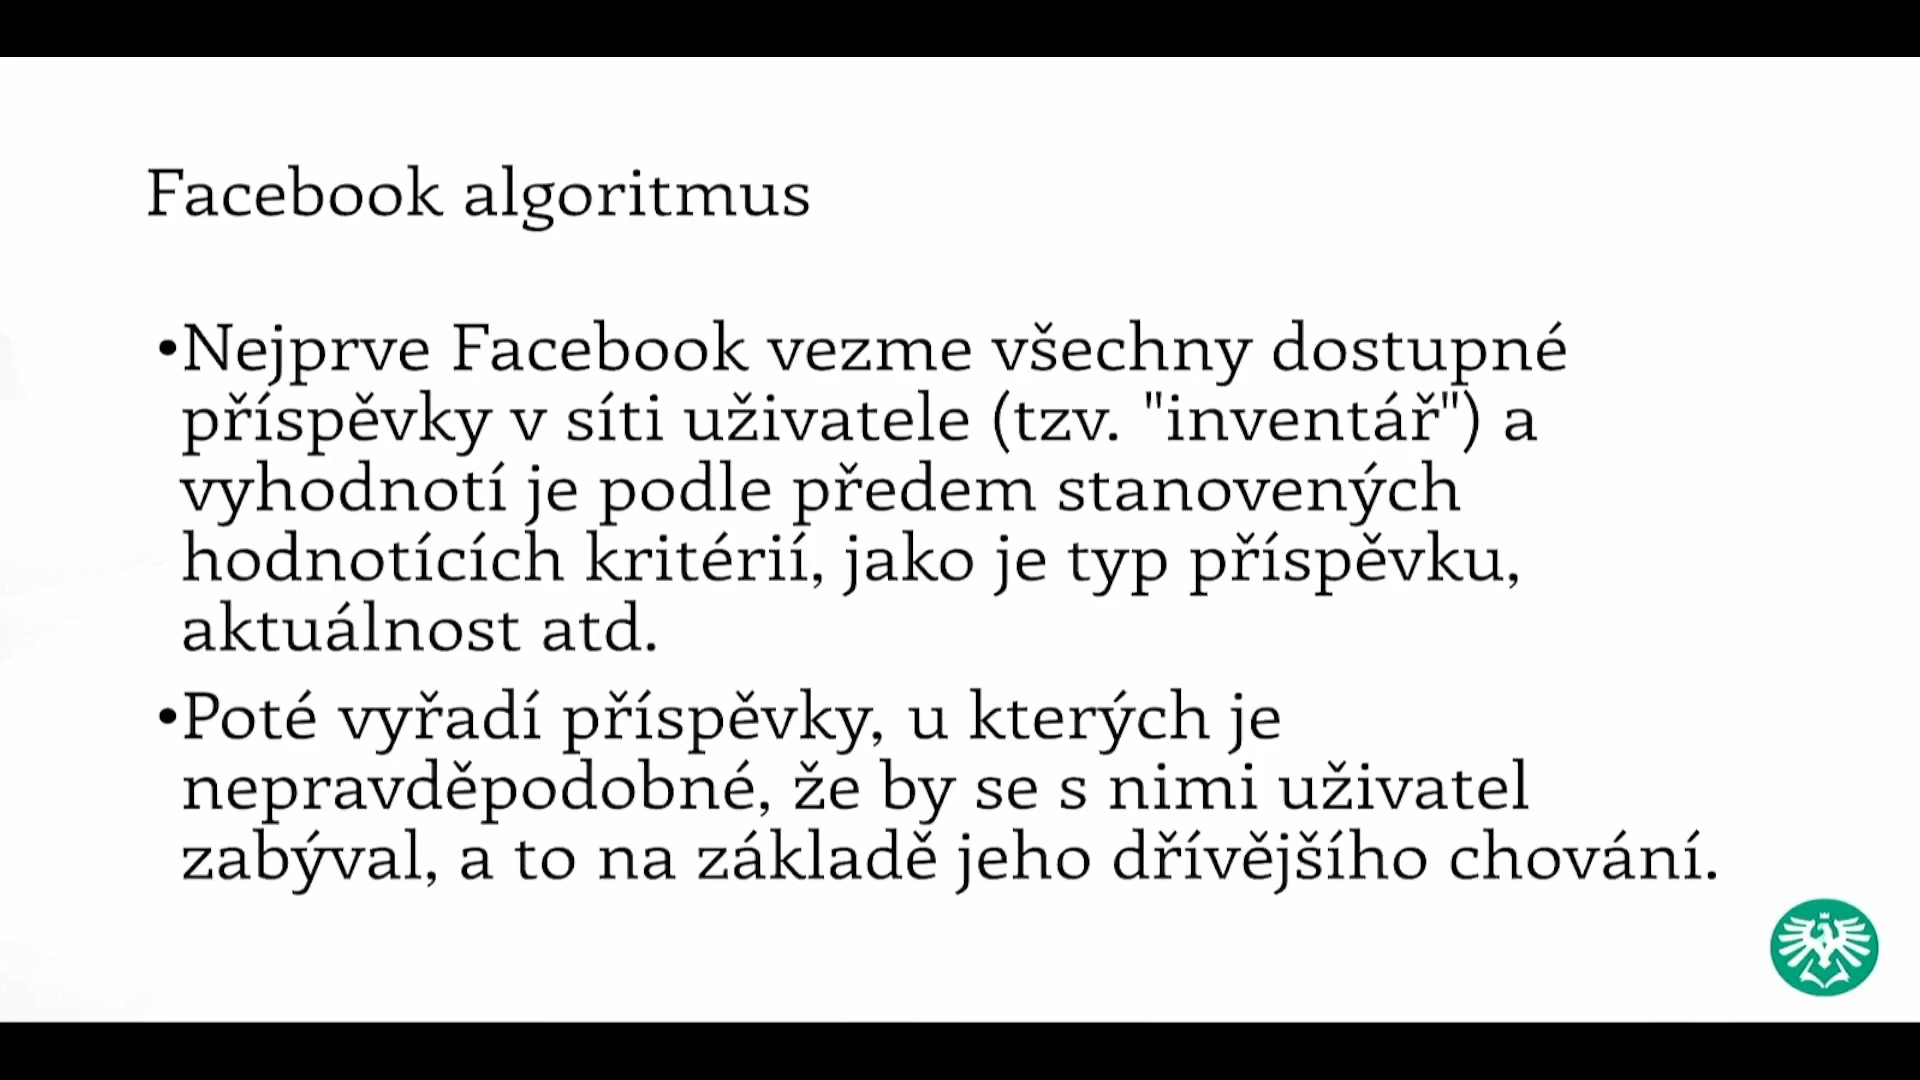 Facebook algoritmus
•Nejprve Facebook vezme všechny dostupné
příspěvky v síti uživatele (tzv. "inventář") a
vyhodnotí je podle předem stanovených
hodnotících kritérií, jako je typ příspěvku,
aktuálnost atd.
•Poté vyřadí příspěvky, u kterých je
nepravděpodobné, že by se s nimi uživatel
zabýval, a to na základě jeho dřívějšího chování.